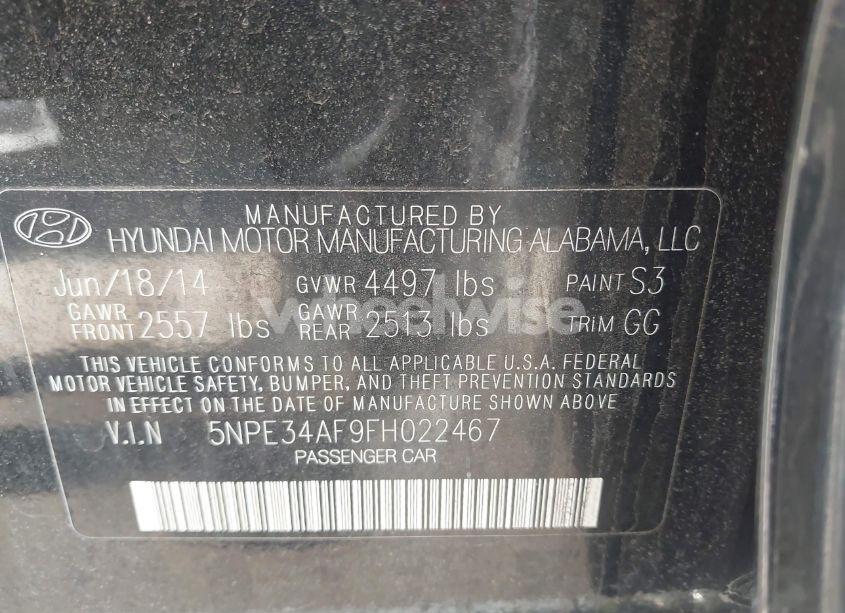 MANUFACTURED BY
HYUNDAI MOTOR MANUFACTURING ALABAMA, LLC
Jun/18/14 GVWR 4497 lbs PAINT S3
GAWR FRONT 2557 lbs GAWR REAR 2513 lbs TRIM GG
THIS VEHICLE CONFORMS TO ALL APPLICABLE U.S.A. FEDERAL
MOTOR VEHICLE SAFETY, BUMPER, AND THEFT PREVENTION STANDARDS
IN EFFECT ON THE DATE OF MANUFACTURE SHOWN ABOVE
V.I.N 5NPE34AF9FH022467
PASSENGER CAR
wheelwise